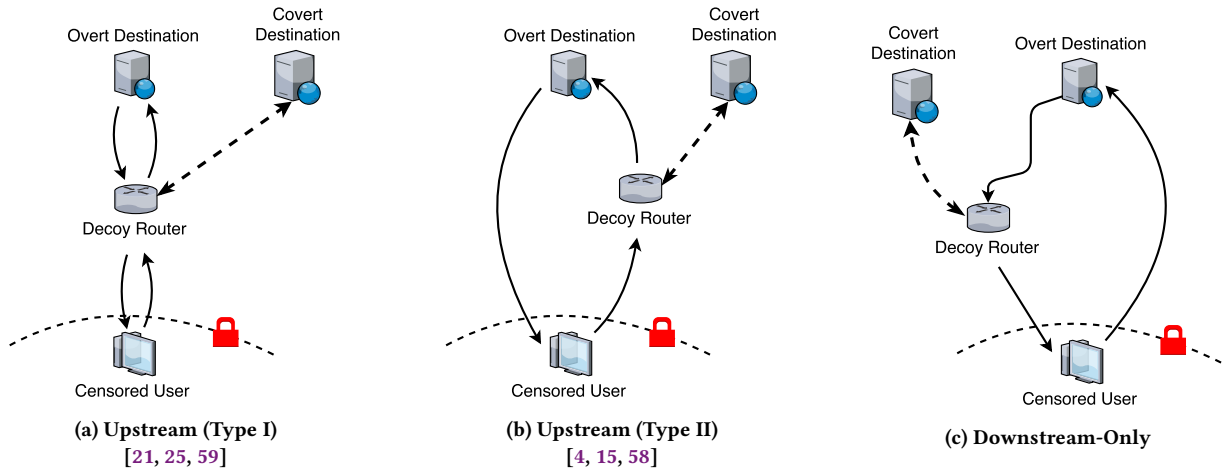 Overt Destination
Covert
Destination
Decoy Router
Censored User
(a) Upstream (Type I)
[21, 25, 59]
Overt Destination
Covert
Destination
Decoy Router
Censored User
(b) Upstream (Type II)
[4, 15, 58]
Covert
Destination
Overt Destination
Decoy Router
Censored User
(c) Downstream-Only